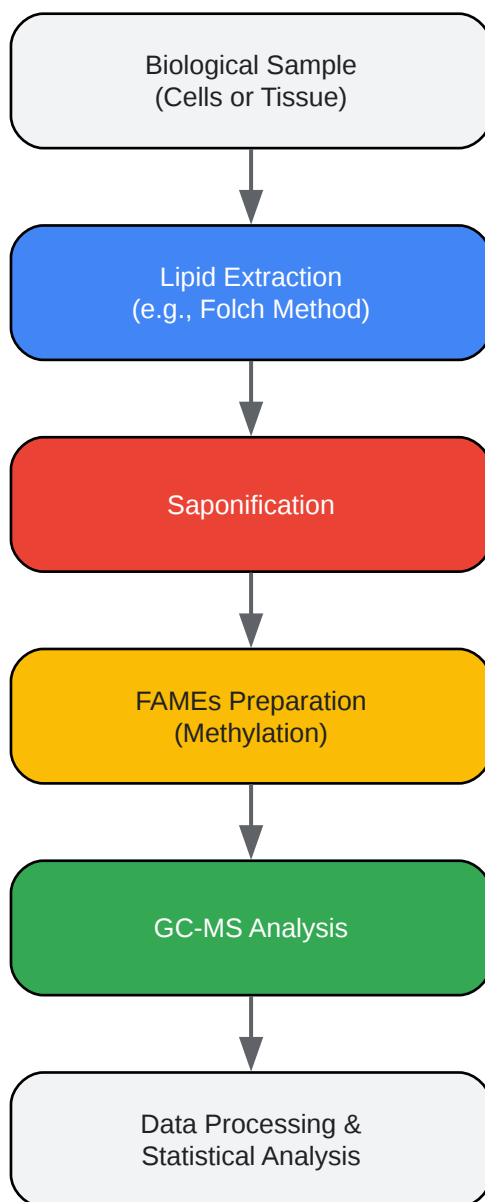 Biological Sample
(Cells or Tissue)
Lipid Extraction
(e.g., Folch Method)
Saponification
FAMEs Preparation
(Methylation)
GC-MS Analysis
Data Processing &
Statistical Analysis